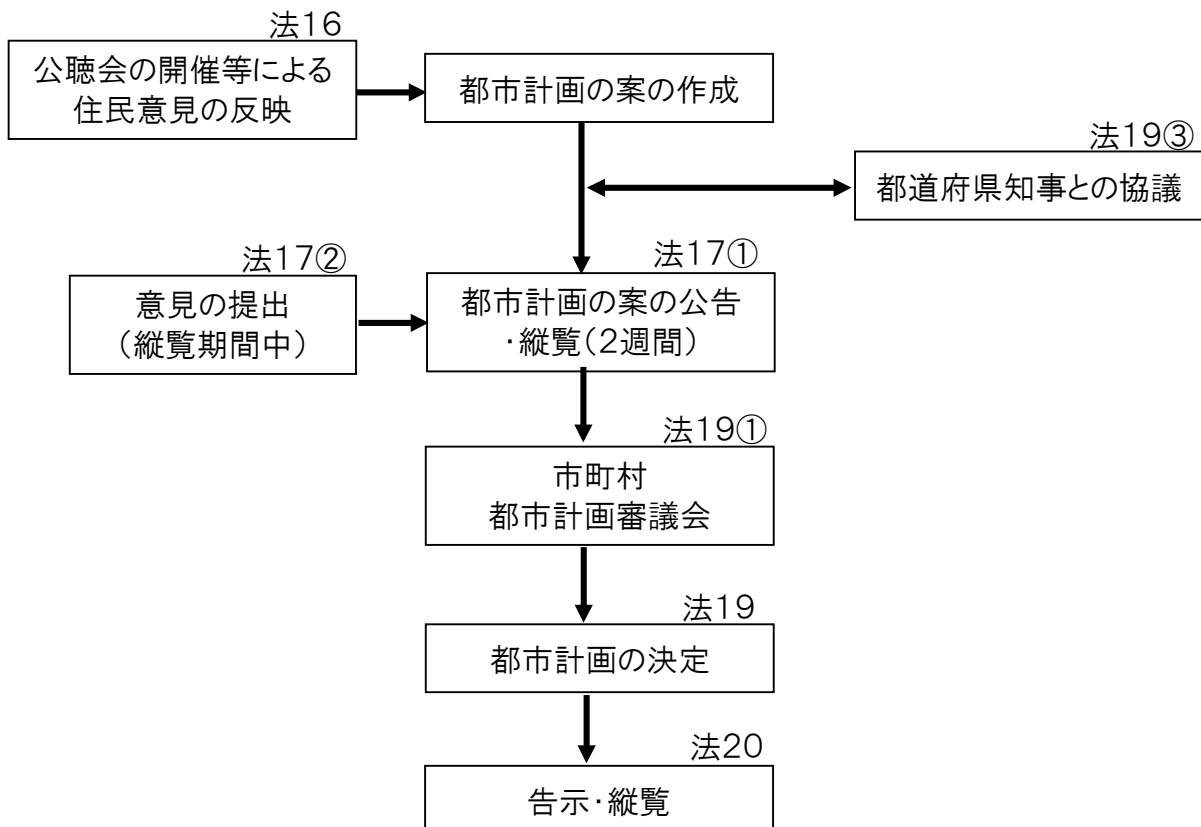 法16
公聴会の開催等による
住民意見の反映
都市計画の案の作成
法19③
都道府県知事との協議
法17②
意見の提出
（縦覧期間中）
法17①
都市計画の案の公告
・縦覧（２週間）
法19①
市町村
都市計画審議会
法19
都市計画の決定
法20
告示・縦覧